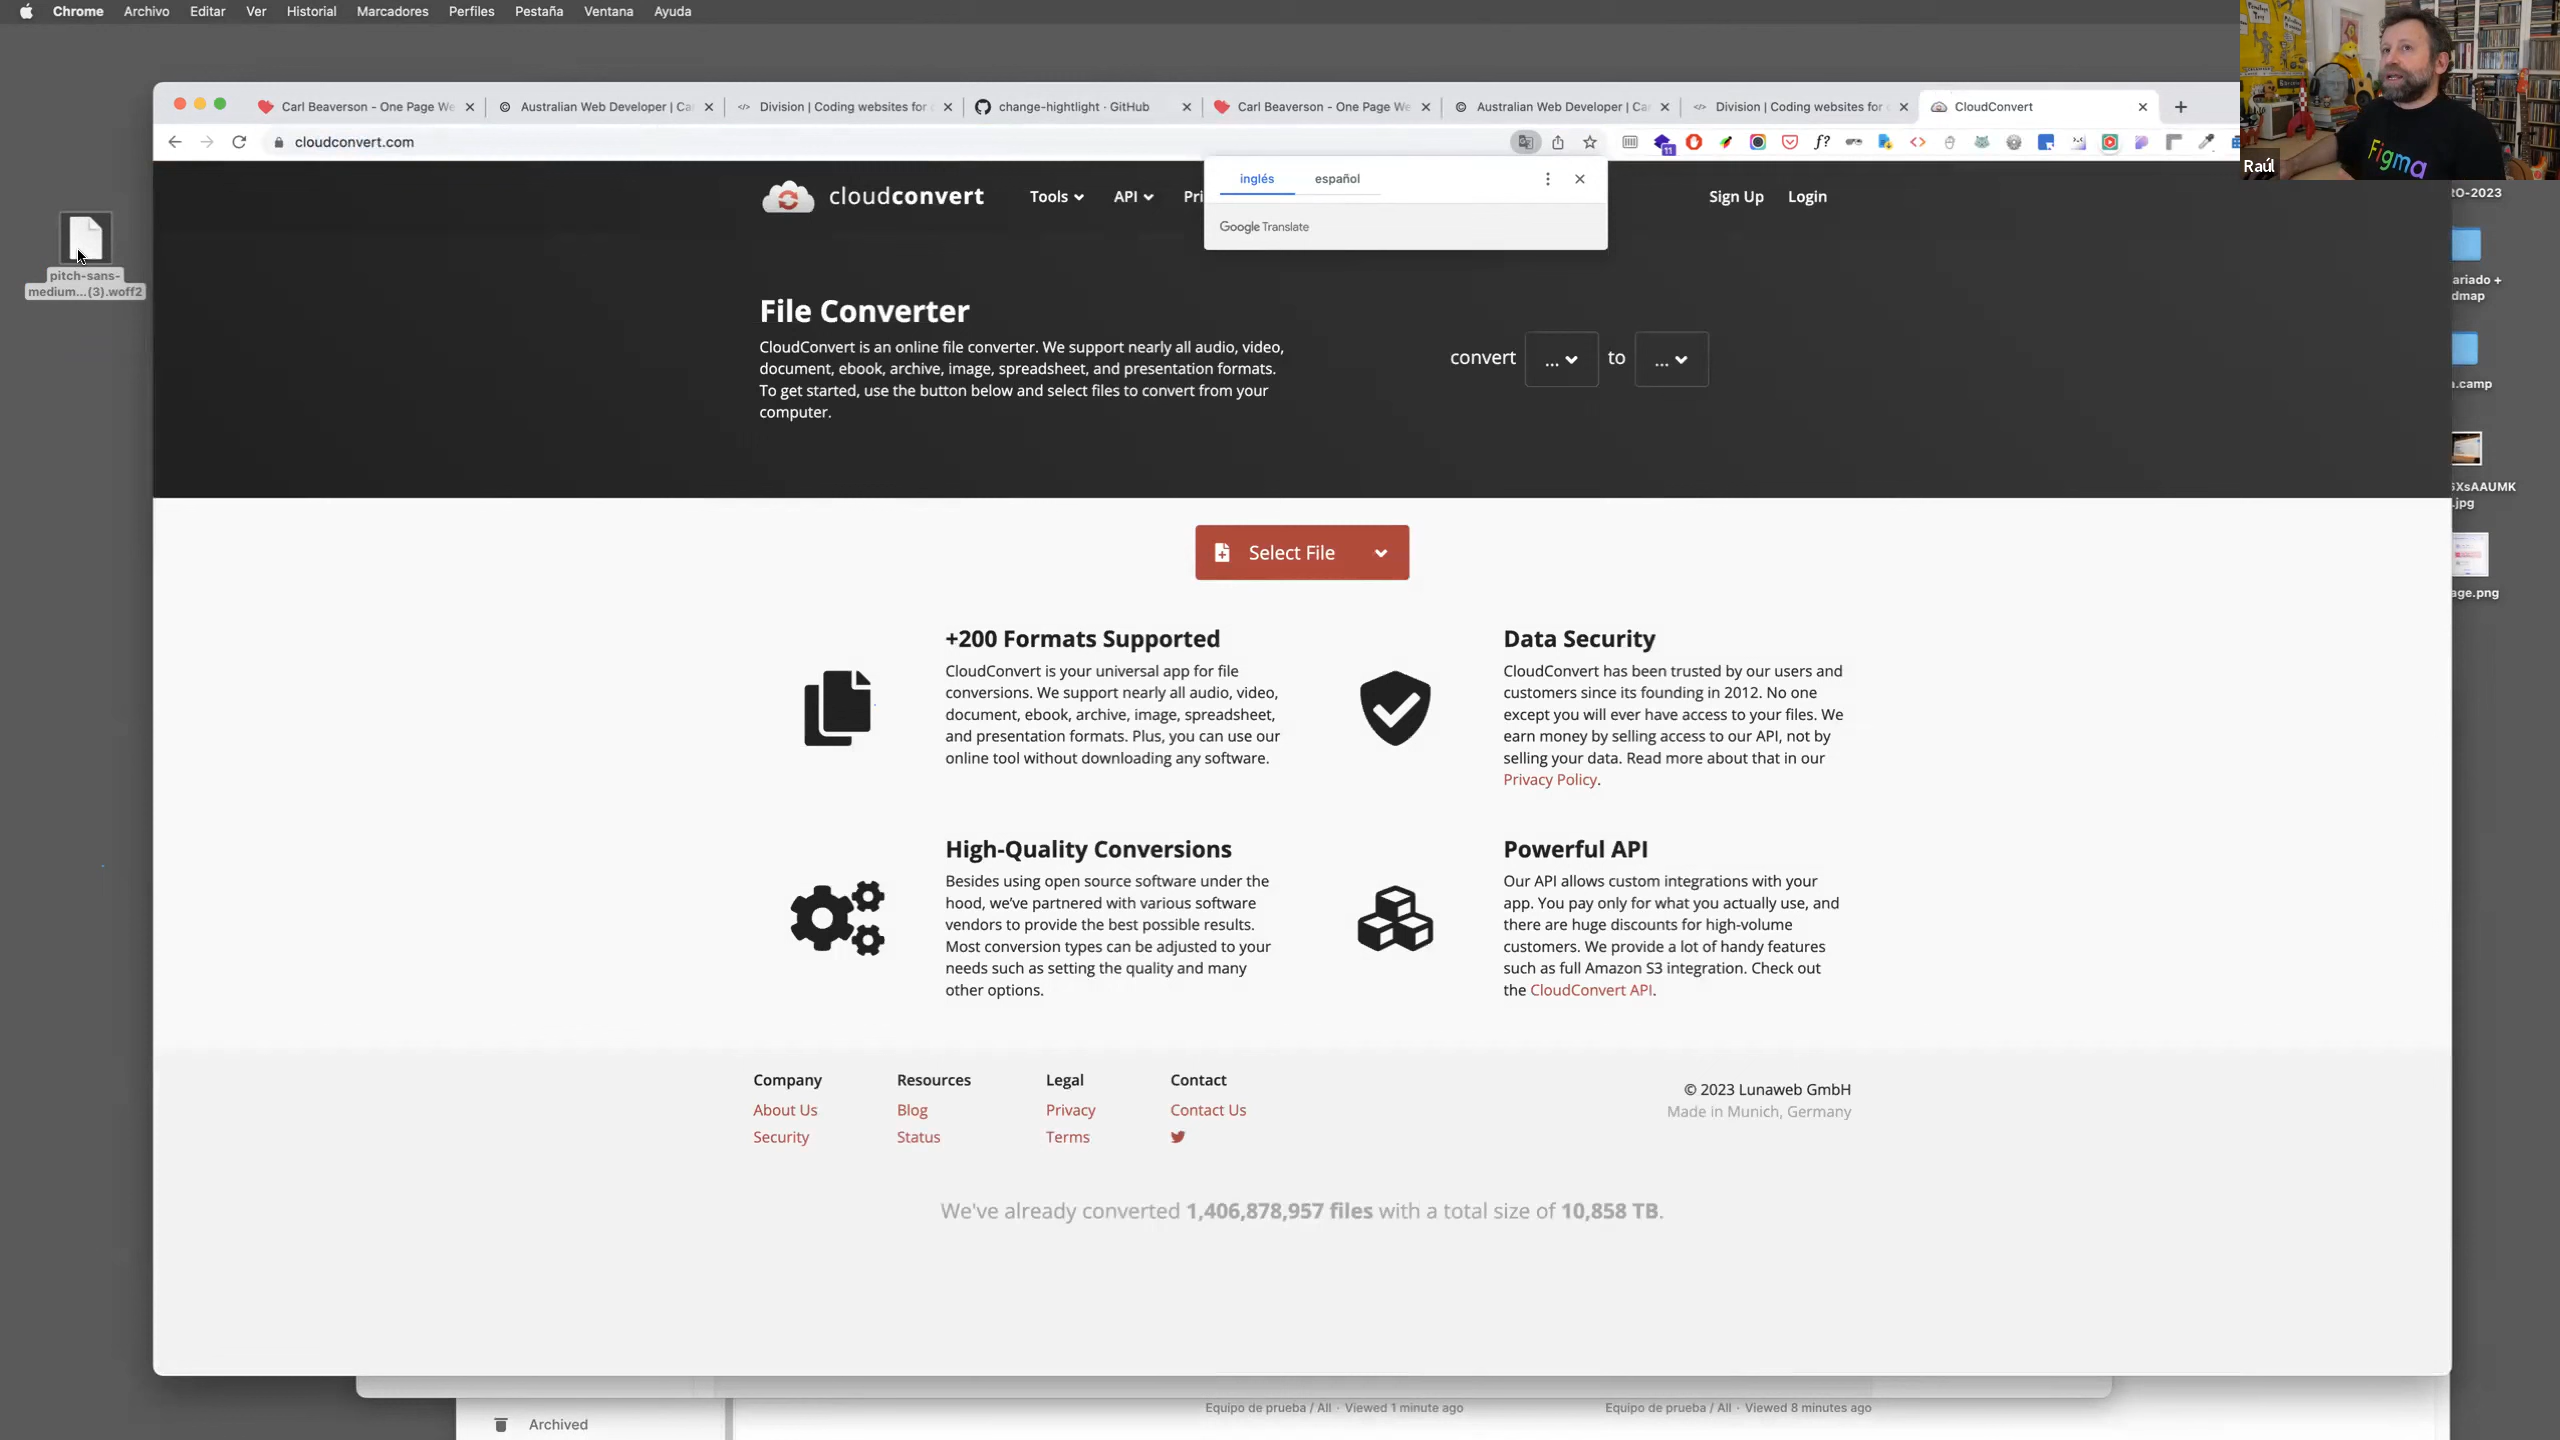 Chrome Archivo Editar Ver Historial Marcadores Perfiles Pestaña Ventana Ayuda
Carl Beaverson - One Page We
Australian Web Developer | Ca
Division | Coding websites for
change-hightlight · GitHub
Carl Beaverson - One Page We
Australian Web Developer | Ca
Division | Coding websites for
CloudConvert
cloudconvert.com
11
f?
Figma
Raúl
inglés español
Google Translate
cloudconvert
Tools
API
Pri
Sign Up
Login
O-2023
pitch-sans-
medium...(3).woff2
ariado +
dmap
File Converter
CloudConvert is an online file converter. We support nearly all audio, video,
document, ebook, archive, image, spreadsheet, and presentation formats.
To get started, use the button below and select files to convert from your
computer.
convert ... to ...
a.camp
XsAAUMK
.jpg
age.png
Select File
+200 Formats Supported
CloudConvert is your universal app for file
conversions. We support nearly all audio, video,
document, ebook, archive, image, spreadsheet,
and presentation formats. Plus, you can use our
online tool without downloading any software.
Data Security
CloudConvert has been trusted by our users and
customers since its founding in 2012. No one
except you will ever have access to your files. We
earn money by selling access to our API, not by
selling your data. Read more about that in our
Privacy Policy.
High-Quality Conversions
Besides using open source software under the
hood, we've partnered with various software
vendors to provide the best possible results.
Most conversion types can be adjusted to your
needs such as setting the quality and many
other options.
Powerful API
Our API allows custom integrations with your
app. You pay only for what you actually use, and
there are huge discounts for high-volume
customers. We provide a lot of handy features
such as full Amazon S3 integration. Check out
the CloudConvert API.
Company
About Us
Security
Resources
Blog
Status
Legal
Privacy
Terms
Contact
Contact Us
© 2023 Lunaweb GmbH
Made in Munich, Germany
We've already converted 1,406,878,957 files with a total size of 10,858 TB.
Equipo de prueba / All · Viewed 1 minute ago
Equipo de prueba / All · Viewed 8 minutes ago
Archived